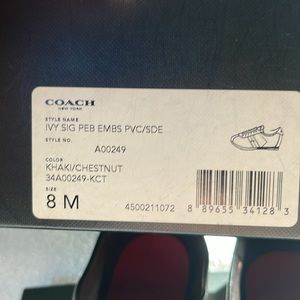 COACH
NEW YORK
STYLE NAME
IVY SIG PEB EMBS PVC/SDE
STYLE NO.
A00249
COLOR
KHAKI/CHESTNUT
34A00249-KCT
SIZE
8 M
4500211072
8 89655 34128 3